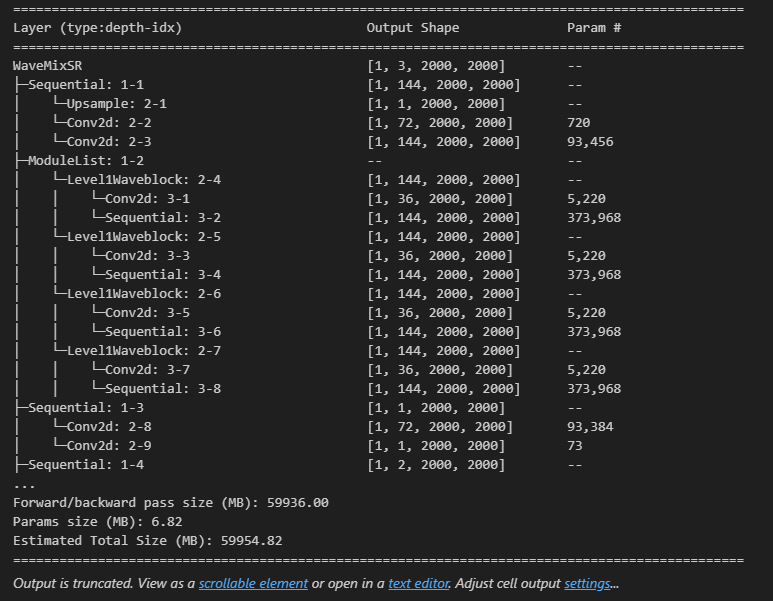 ==========================================================================================
Layer (type:depth-idx)                        Output Shape              Param #
==========================================================================================
WaveMixSR                                     [1, 3, 2000, 2000]        --
├─Sequential: 1-1                             [1, 144, 2000, 2000]      --
│    └─Upsample: 2-1                          [1, 1, 2000, 2000]        --
│    └─Conv2d: 2-2                            [1, 72, 2000, 2000]       720
│    └─Conv2d: 2-3                            [1, 144, 2000, 2000]      93,456
├─ModuleList: 1-2                             --                        --
│    └─Level1Waveblock: 2-4                   [1, 144, 2000, 2000]      --
│    │    └─Conv2d: 3-1                       [1, 36, 2000, 2000]       5,220
│    │    └─Sequential: 3-2                   [1, 144, 2000, 2000]      373,968
│    └─Level1Waveblock: 2-5                   [1, 144, 2000, 2000]      --
│    │    └─Conv2d: 3-3                       [1, 36, 2000, 2000]       5,220
│    │    └─Sequential: 3-4                   [1, 144, 2000, 2000]      373,968
│    └─Level1Waveblock: 2-6                   [1, 144, 2000, 2000]      --
│    │    └─Conv2d: 3-5                       [1, 36, 2000, 2000]       5,220
│    │    └─Sequential: 3-6                   [1, 144, 2000, 2000]      373,968
│    └─Level1Waveblock: 2-7                   [1, 144, 2000, 2000]      --
│    │    └─Conv2d: 3-7                       [1, 36, 2000, 2000]       5,220
│    │    └─Sequential: 3-8                   [1, 144, 2000, 2000]      373,968
├─Sequential: 1-3                             [1, 1, 2000, 2000]        --
│    └─Conv2d: 2-8                            [1, 72, 2000, 2000]       93,384
│    └─Conv2d: 2-9                            [1, 1, 2000, 2000]        73
├─Sequential: 1-4                             [1, 2, 2000, 2000]        --
...
Forward/backward pass size (MB): 59936.00
Params size (MB): 6.82
Estimated Total Size (MB): 59954.82
==========================================================================================
Output is truncated. View as a scrollable element or open in a text editor. Adjust cell output settings...